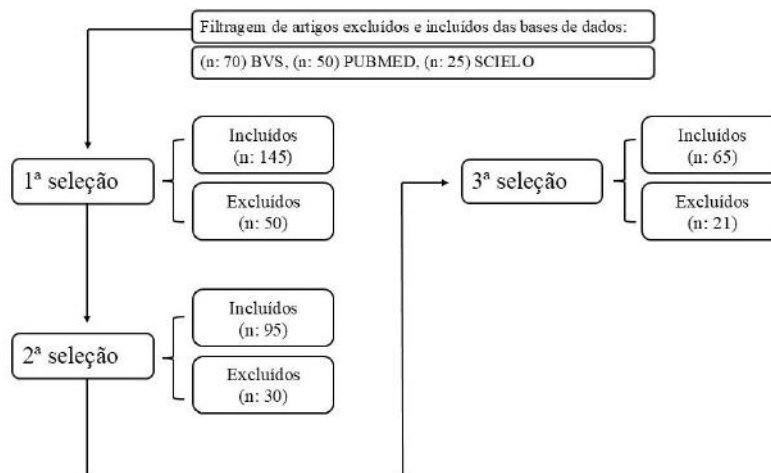 Filtragem de artigos excluídos e incluídos das bases de dados:
(n: 70) BVS, (n: 50) PUBMED, (n: 25) SCIELO
1ª seleção
Incluídos
(n: 145)
Excluídos
(n: 50)
2ª seleção
Incluídos
(n: 95)
Excluídos
(n: 30)
3ª seleção
Incluídos
(n: 65)
Excluídos
(n: 21)